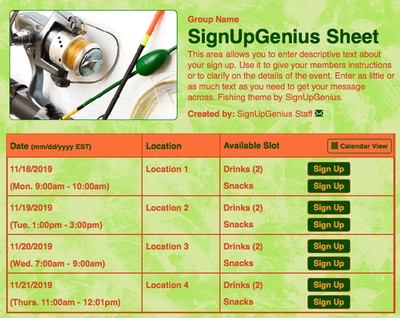 Group Name
SignUpGenius Sheet
This area allows you to enter descriptive text about
your sign up. Use it to give your members instructions
or to clarify on the details of the event. Enter as little or
as much text as you need to get your message
across. Fishing theme by SignUpGenius.
Created by: SignUpGenius Staff
Date (mm/dd/yyyy EST) Location Available Slot Calendar View
11/18/2019 Location 1 Drinks (2) Sign Up
(Mon. 9:00am - 10:00am) Snacks Sign Up
11/19/2019 Location 2 Drinks (2) Sign Up
(Tue. 1:00pm - 3:00pm) Snacks Sign Up
11/20/2019 Location 3 Drinks (2) Sign Up
(Wed. 7:00am - 9:00am) Snacks Sign Up
11/21/2019 Location 4 Drinks (2) Sign Up
(Thurs. 11:00am - 12:01pm) Snacks Sign Up